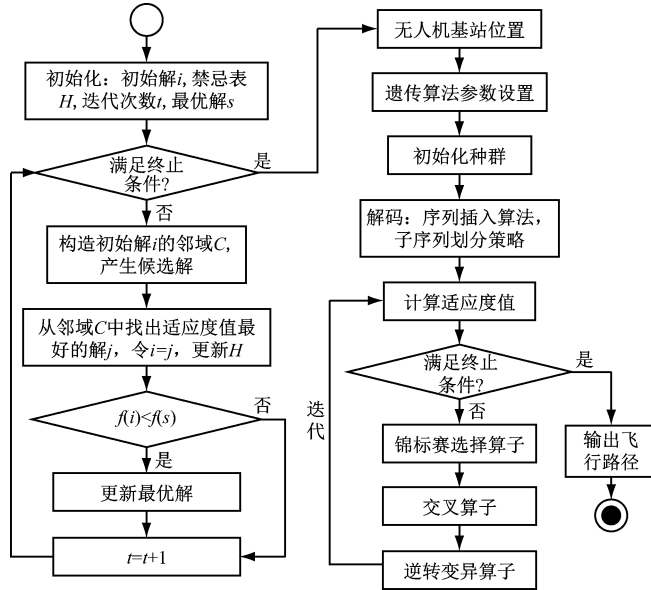 初始化：初始解i,禁忌表
H,迭代次数t,最优解s
满足终止
条件?
是
否
构造初始解i的邻域C,
产生候选解
从邻域C中找出适应度值最
好的解j，令i=j，更新H
f(i)<f(s)
否
是
更新最优解
t=t+1
无人机基站位置
遗传算法参数设置
初始化种群
解码：序列插入算法，
子序列划分策略
计算适应度值
满足终止
条件?
是
否
迭
代
锦标赛选择算子
交叉算子
逆转变异算子
输出飞
行路径